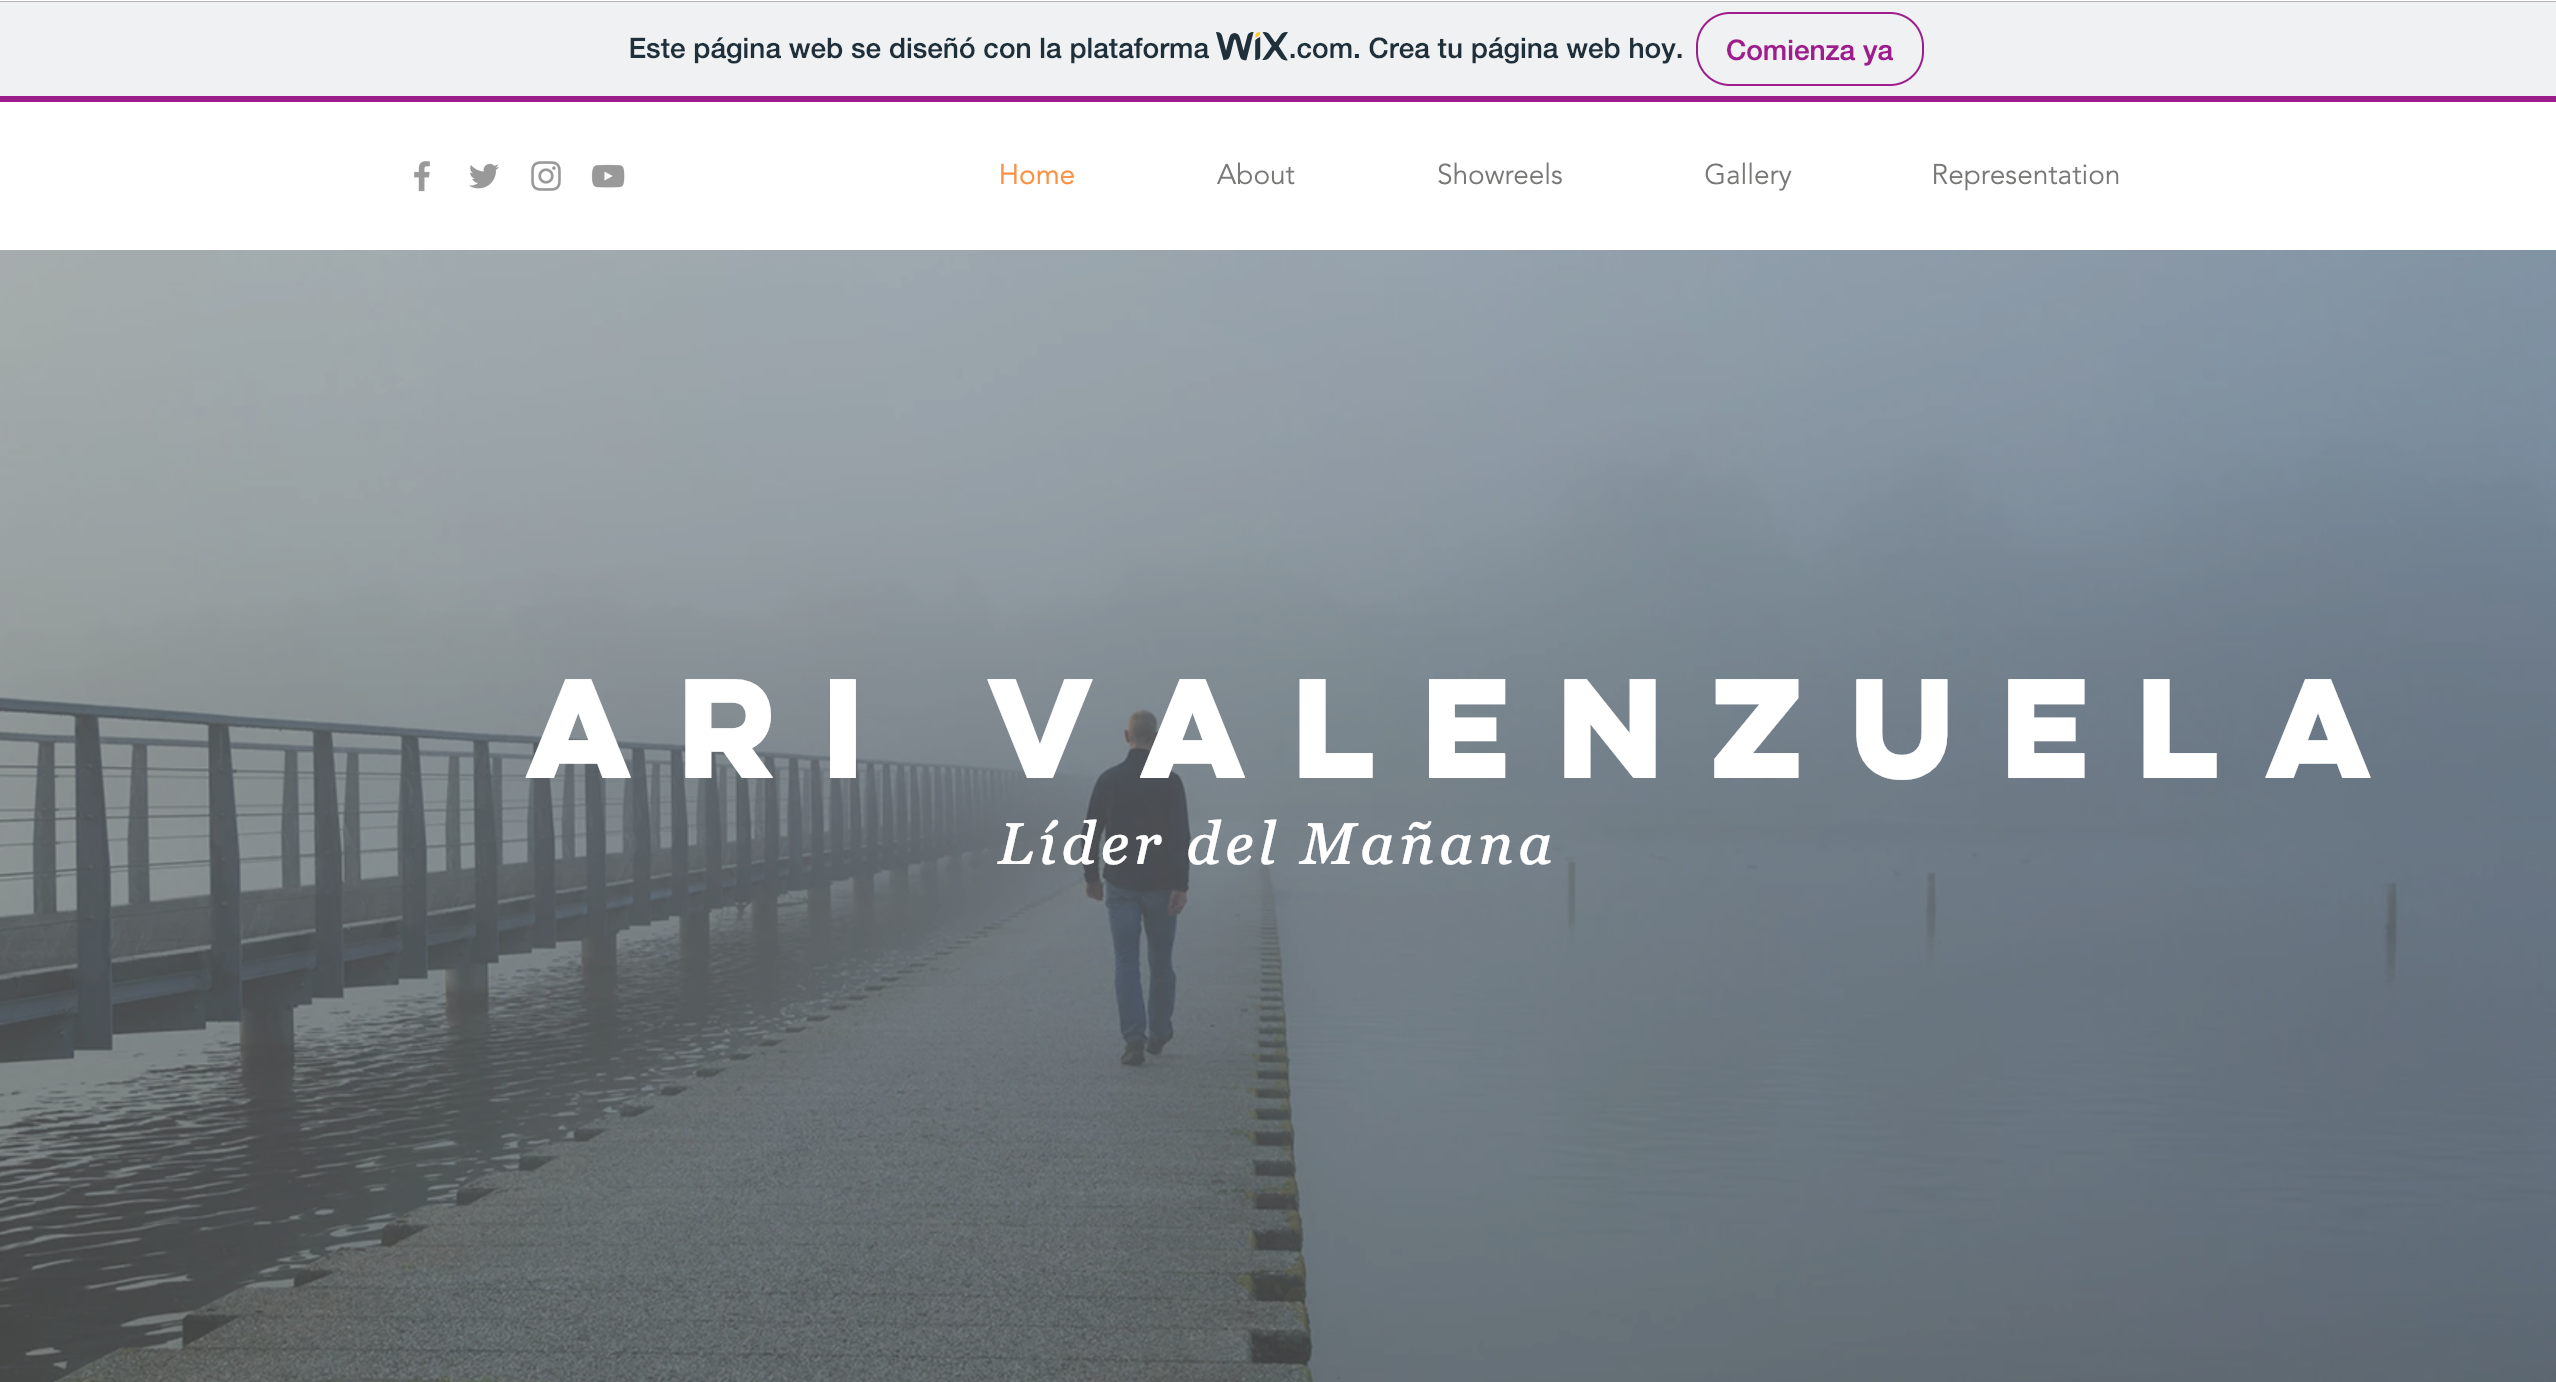 Este página web se diseñó con la plataforma WiX.com. Crea tu página web hoy. Comienza ya
Home About Showreels Gallery Representation
ARI VALENZUELA
Líder del Mañana